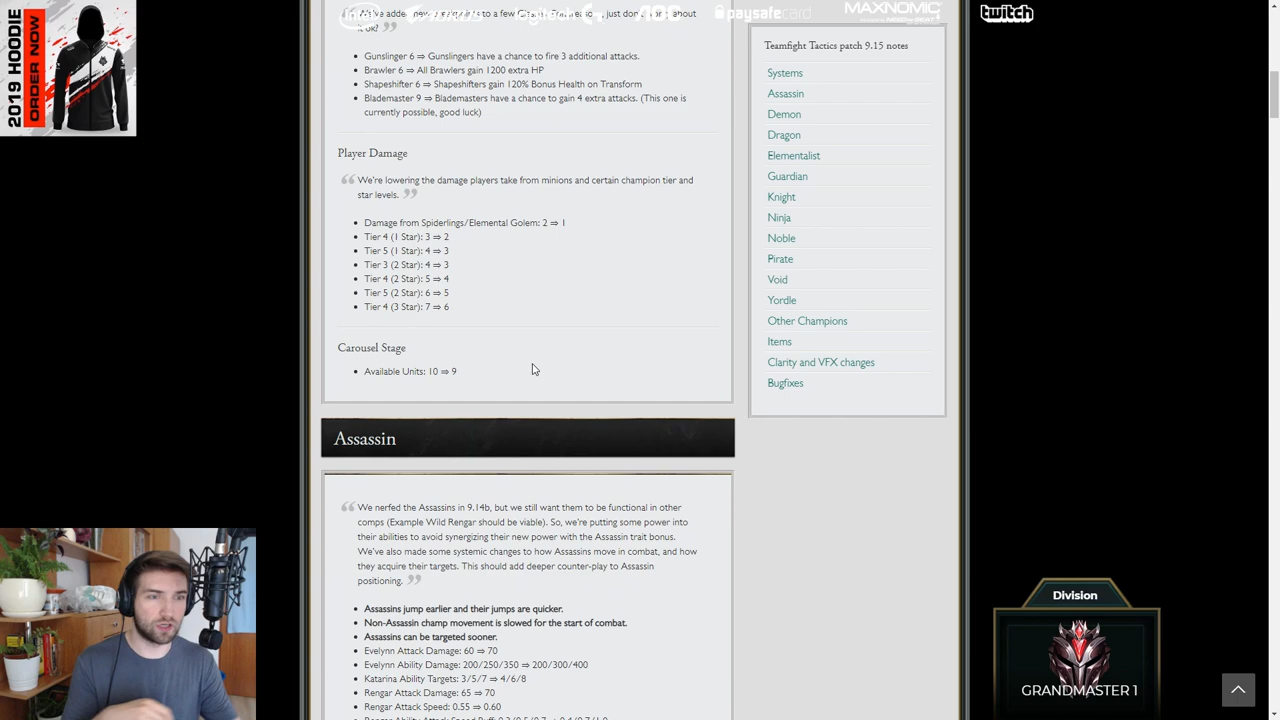 2019 HOODIE
ORDER NOW
intel
paysafecard
MAXNOMIC
twitch
Gunslinger 6 ⇒ Gunslingers have a chance to fire 3 additional attacks.
Brawler 6 ⇒ All Brawlers gain 1200 extra HP
Shapeshifter 6 ⇒ Shapeshifters gain 120% Bonus Health on Transform
Blademaster 9 ⇒ Blademasters have a chance to gain 4 extra attacks. (This one is
currently possible, good luck)
Player Damage
We're lowering the damage players take from minions and certain champion tier and
star levels.
Damage from Spiderlings/Elemental Golem: 2 ⇒ 1
Tier 4 (1 Star): 3 ⇒ 2
Tier 5 (1 Star): 4 ⇒ 3
Tier 3 (2 Star): 4 ⇒ 3
Tier 4 (2 Star): 5 ⇒ 4
Tier 5 (2 Star): 6 ⇒ 5
Tier 4 (3 Star): 7 ⇒ 6
Carousel Stage
Available Units: 10 ⇒ 9
Assassin
We nerfed the Assassins in 9.14b, but we still want them to be functional in other
comps (Example Wild Rengar should be viable). So, we're putting some power into
their abilities to avoid synergizing their new power with the Assassin trait bonus.
We've also made some systemic changes to how Assassins move in combat, and how
they acquire their targets. This should add deeper counter-play to Assassin
positioning.
Assassins jump earlier and their jumps are quicker.
Non-Assassin champ movement is slowed for the start of combat.
Assassins can be targeted sooner.
Evelynn Attack Damage: 60 ⇒ 70
Evelynn Ability Damage: 200/250/350 ⇒ 200/300/400
Katarina Ability Targets: 3/5/7 ⇒ 4/6/8
Rengar Attack Damage: 65 ⇒ 70
Rengar Attack Speed: 0.55 ⇒ 0.60
Teamfight Tactics patch 9.15 notes
Systems
Assassin
Demon
Dragon
Elementalist
Guardian
Knight
Ninja
Noble
Pirate
Void
Yordle
Other Champions
Items
Clarity and VFX changes
Bugfixes
Division
GRANDMASTER 1